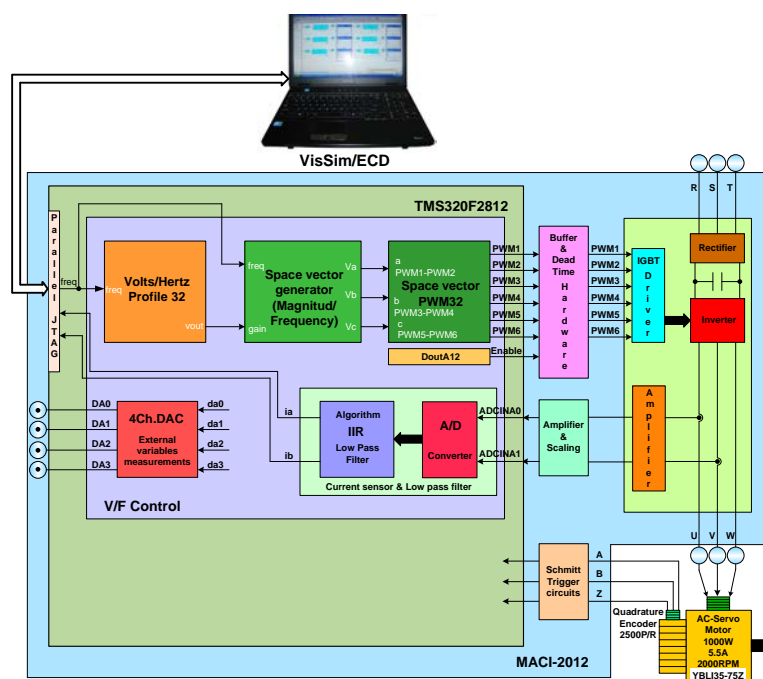 VisSim/ECD
R S T
TMS320F2812
Parallel JTAG
freq
freq
Volts/Hertz
Profile 32
vout
freq
Space vector
generator
(Magnitud/
Frequency)
gain
Va
Vb
Vc
a
PWM1-PWM2
Space vector
PWM32
b
PWM3-PWM4
c
PWM5-PWM6
PWM1
PWM2
PWM3
PWM4
PWM5
PWM6
DoutA12
Enable
Buffer
&
Dead
Time
Hardware
PWM1
PWM2
PWM3
PWM4
PWM5
PWM6
IGBT
Driver
Rectifier
Inverter
DA0
DA1
DA2
DA3
4Ch.DAC
External
variables
measurements
da0
da1
da2
da3
ia
ib
Algorithm
IIR
Low Pass
Filter
A/D
Converter
Current sensor & Low pass filter
ADCINA0
ADCINA1
Amplifier
&
Scaling
Amplifier
V/F Control
U V W
Schmitt
Trigger
circuits
A
B
Z
Quadrature
Encoder
2500P/R
AC-Servo
Motor
1000W
5.5A
2000RPM
YBLI35-75Z
MACI-2012